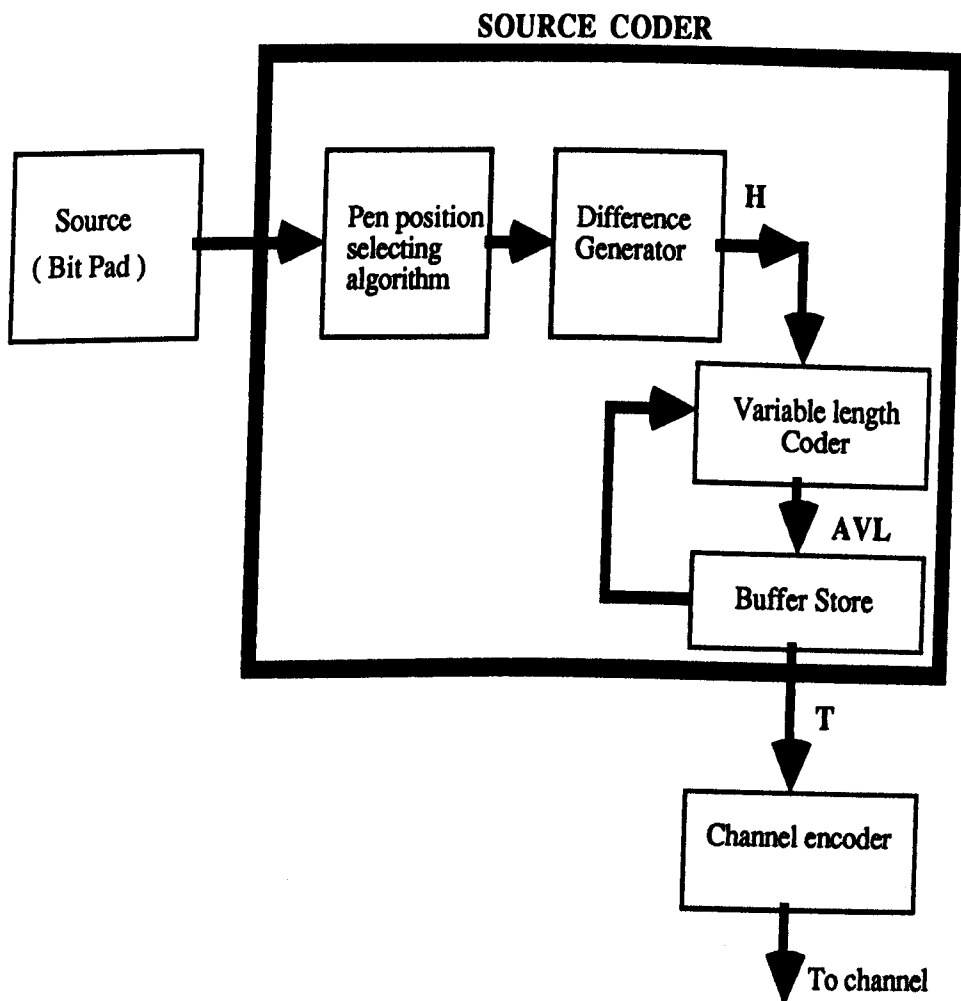 SOURCE CODER
Source
( Bit Pad )
Pen position
selecting
algorithm
Difference
Generator
H
Variable length
Coder
AVL
Buffer Store
T
Channel encoder
To channel